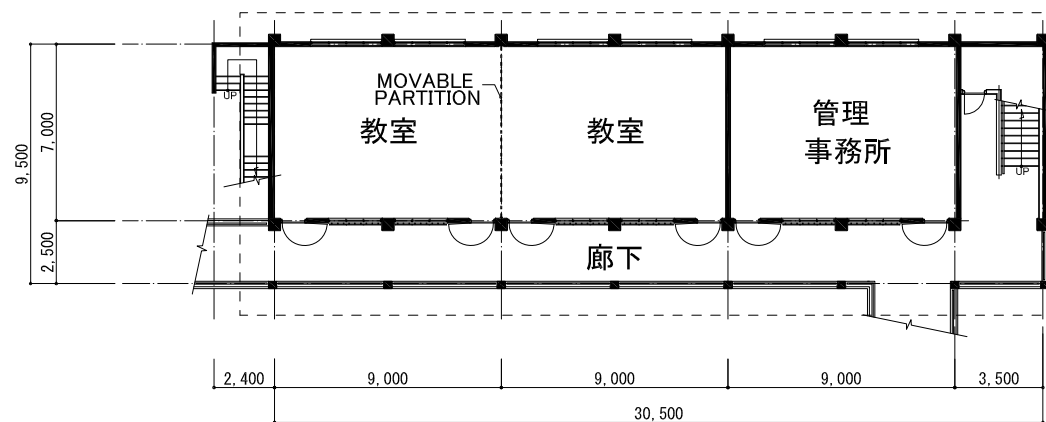 MOVABLE
PARTITION
UP
教室
教室
管理
事務所
UP
廊下
9,500
7,000
2,500
2,400
9,000
9,000
9,000
3,500
30,500